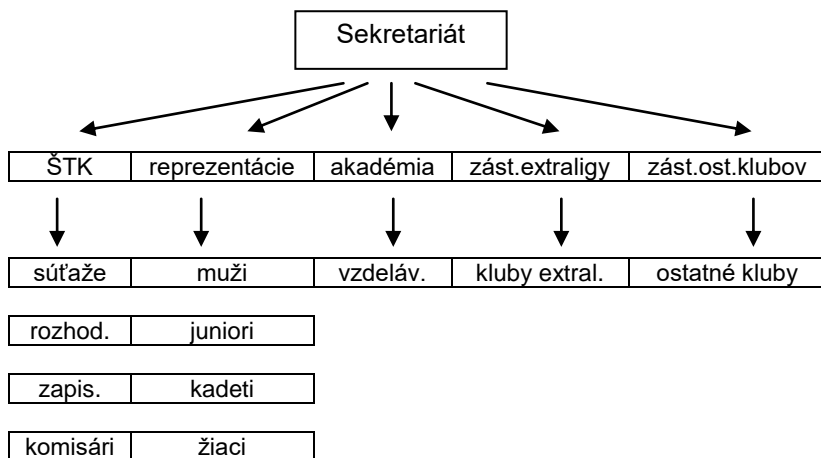 Sekretariát
ŠTK reprezentácie akadémia zást.extraligy zást.ost.klubov
súťaže muži vzdeláv. kluby extral. ostatné kluby
rozhod. juniori
zapis. kadeti
komisári žiaci